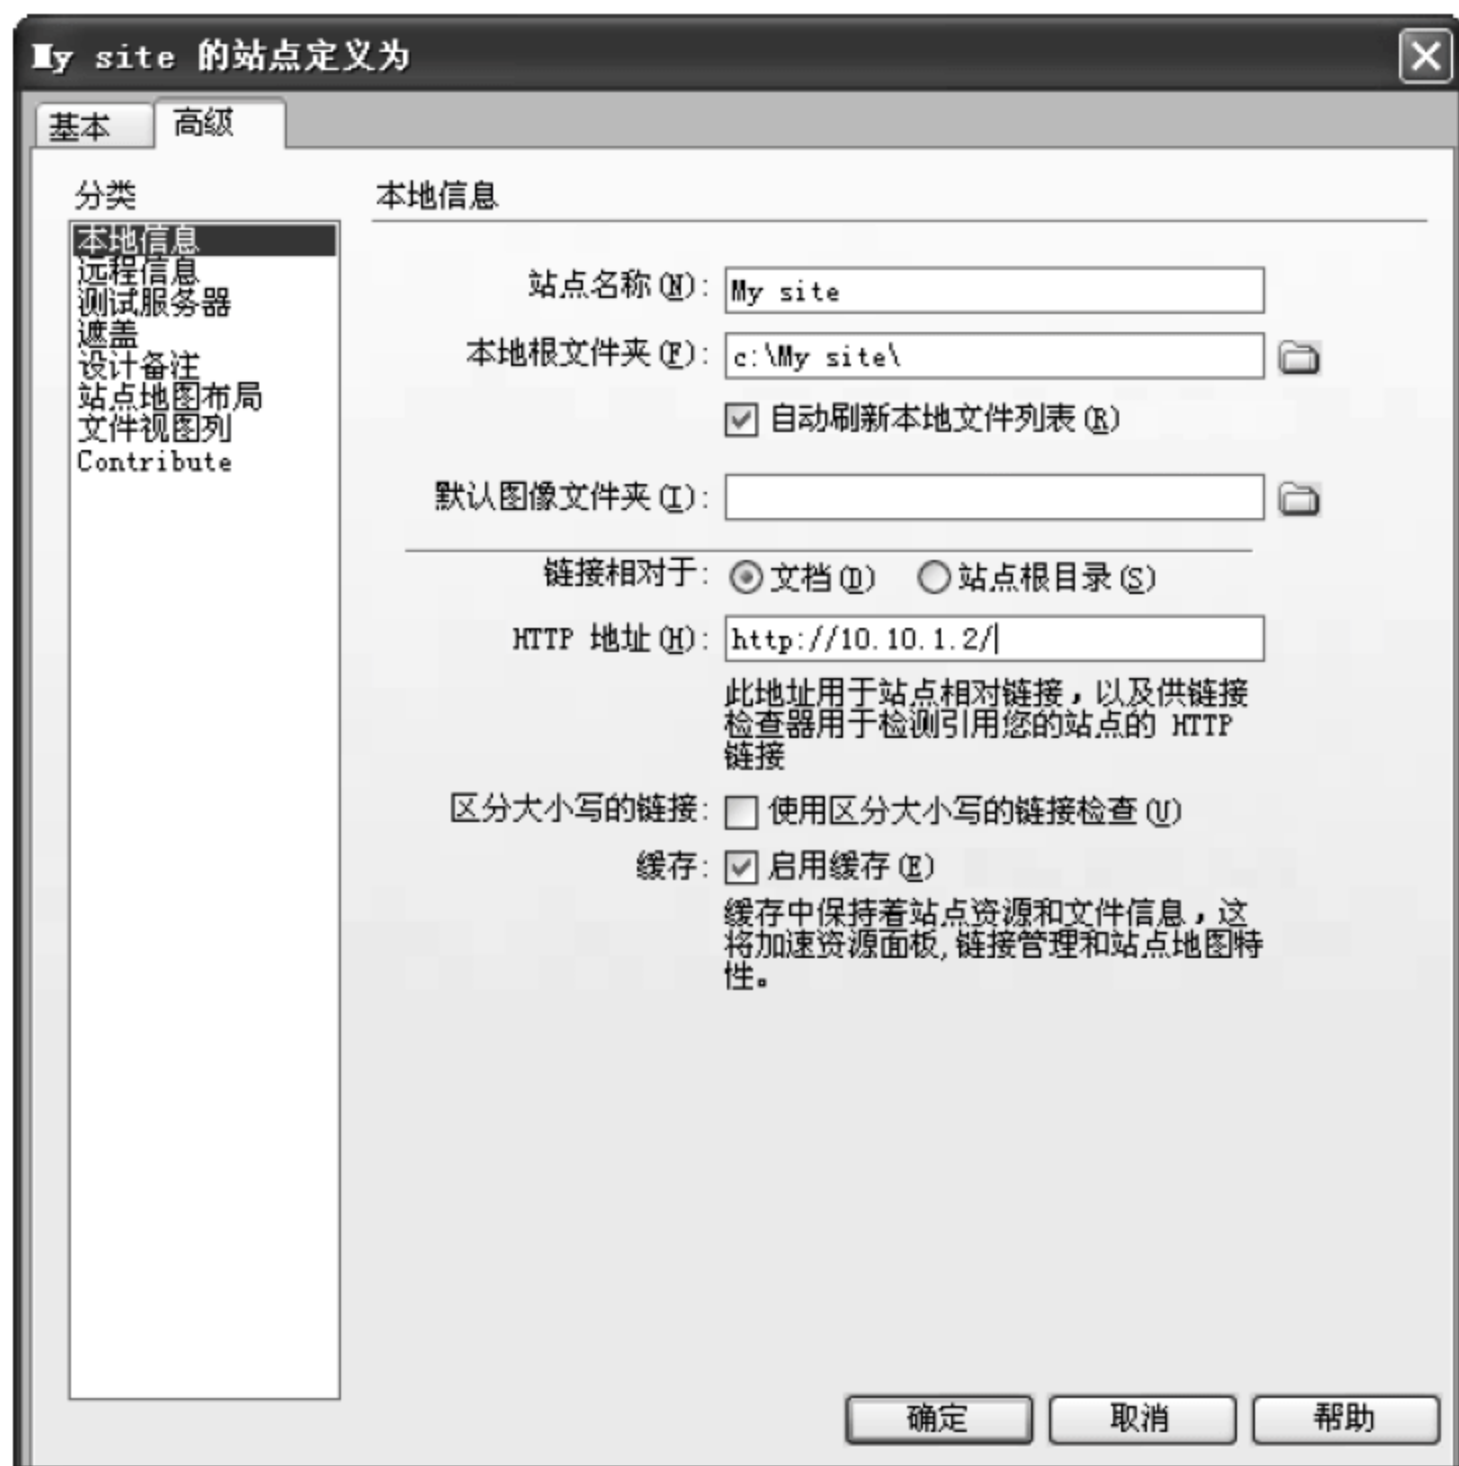 My site 的站点定义为
基本 高级
分类
本地信息
远程信息
测试服务器
遮盖
设计备注
站点地图布局
文件视图列
Contribute
本地信息
站点名称(N): My site
本地根文件夹(F): c:\My site\
自动刷新本地文件列表(R)
默认图像文件夹(I):
链接相对于: 文档(D) 站点根目录(S)
HTTP 地址(H): http://10.10.1.2/
此地址用于站点相对链接，以及供链接
检查器用于检测引用您的站点的 HTTP
链接
区分大小写的链接: 使用区分大小写的链接检查(U)
缓存: 启用缓存(E)
缓存中保持着站点资源和文件信息，这
将加速资源面板,链接管理和站点地图特
性。
确定 取消 帮助